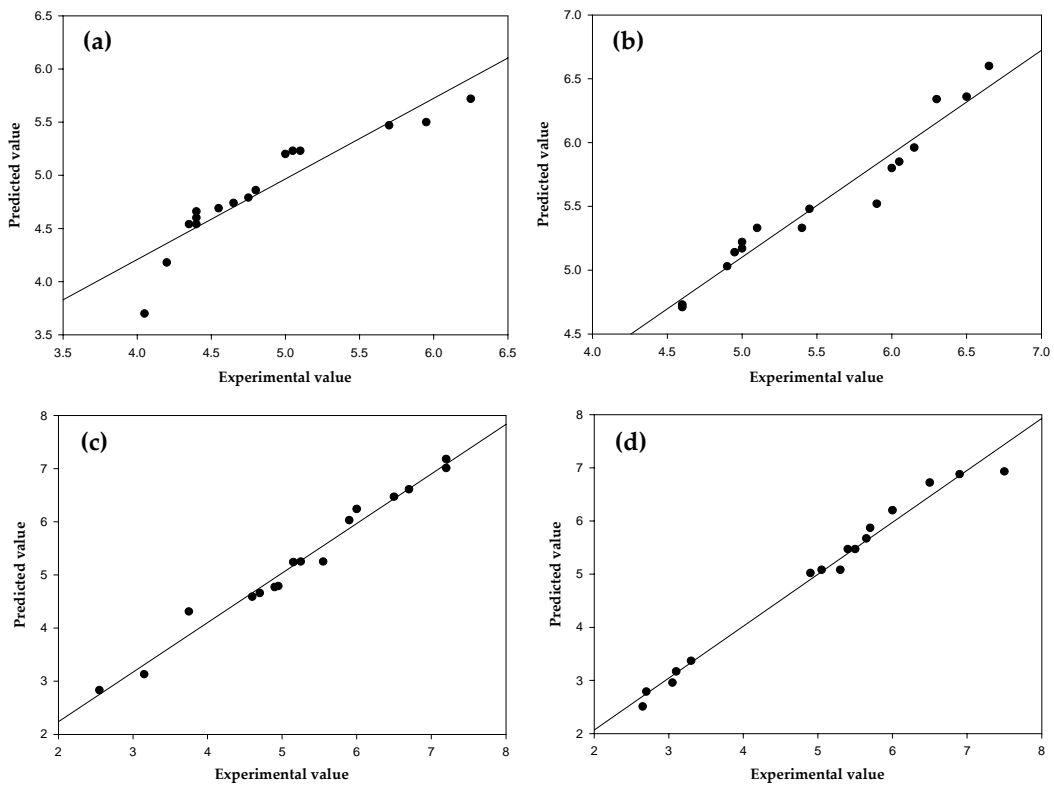 (a)
6.5
6.0
5.5
5.0
4.5
4.0
3.5
3.5 4.0 4.5 5.0 5.5 6.0 6.5
Predicted value
Experimental value
(b)
7.0
6.5
6.0
5.5
5.0
4.5
4.0 4.5 5.0 5.5 6.0 6.5 7.0
Predicted value
Experimental value
(c)
8
7
6
5
4
3
2
2 3 4 5 6 7 8
Predicted value
Experimental value
(d)
8
7
6
5
4
3
2
2 3 4 5 6 7 8
Predicted value
Experimental value